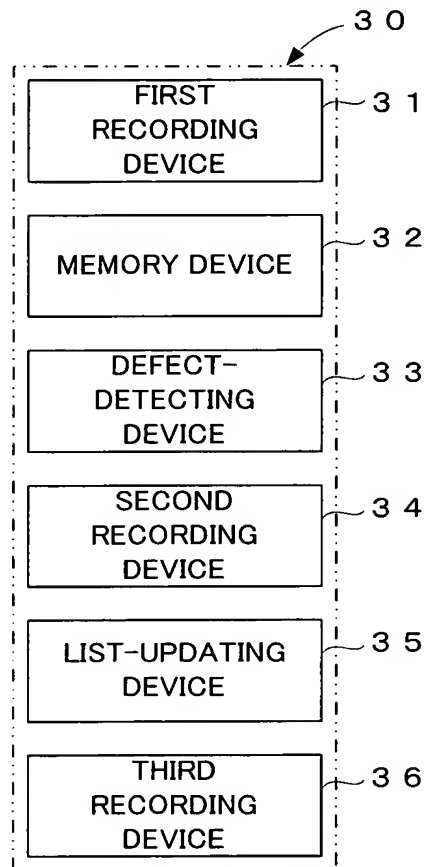 30
FIRST
RECORDING
DEVICE
31
MEMORY DEVICE
32
DEFECT-
DETECTING
DEVICE
33
SECOND
RECORDING
DEVICE
34
LIST-UPDATING
DEVICE
35
THIRD
RECORDING
DEVICE
36